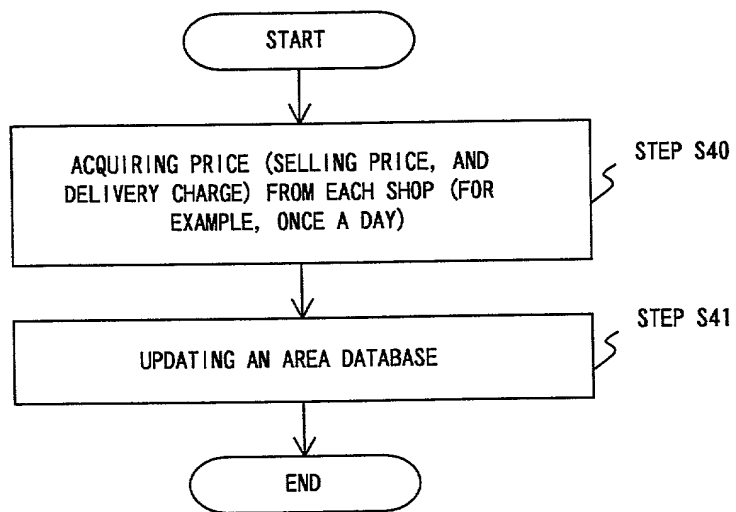 START
ACQUIRING PRICE (SELLING PRICE, AND
DELIVERY CHARGE) FROM EACH SHOP (FOR
EXAMPLE, ONCE A DAY)
STEP S40
UPDATING AN AREA DATABASE
STEP S41
END